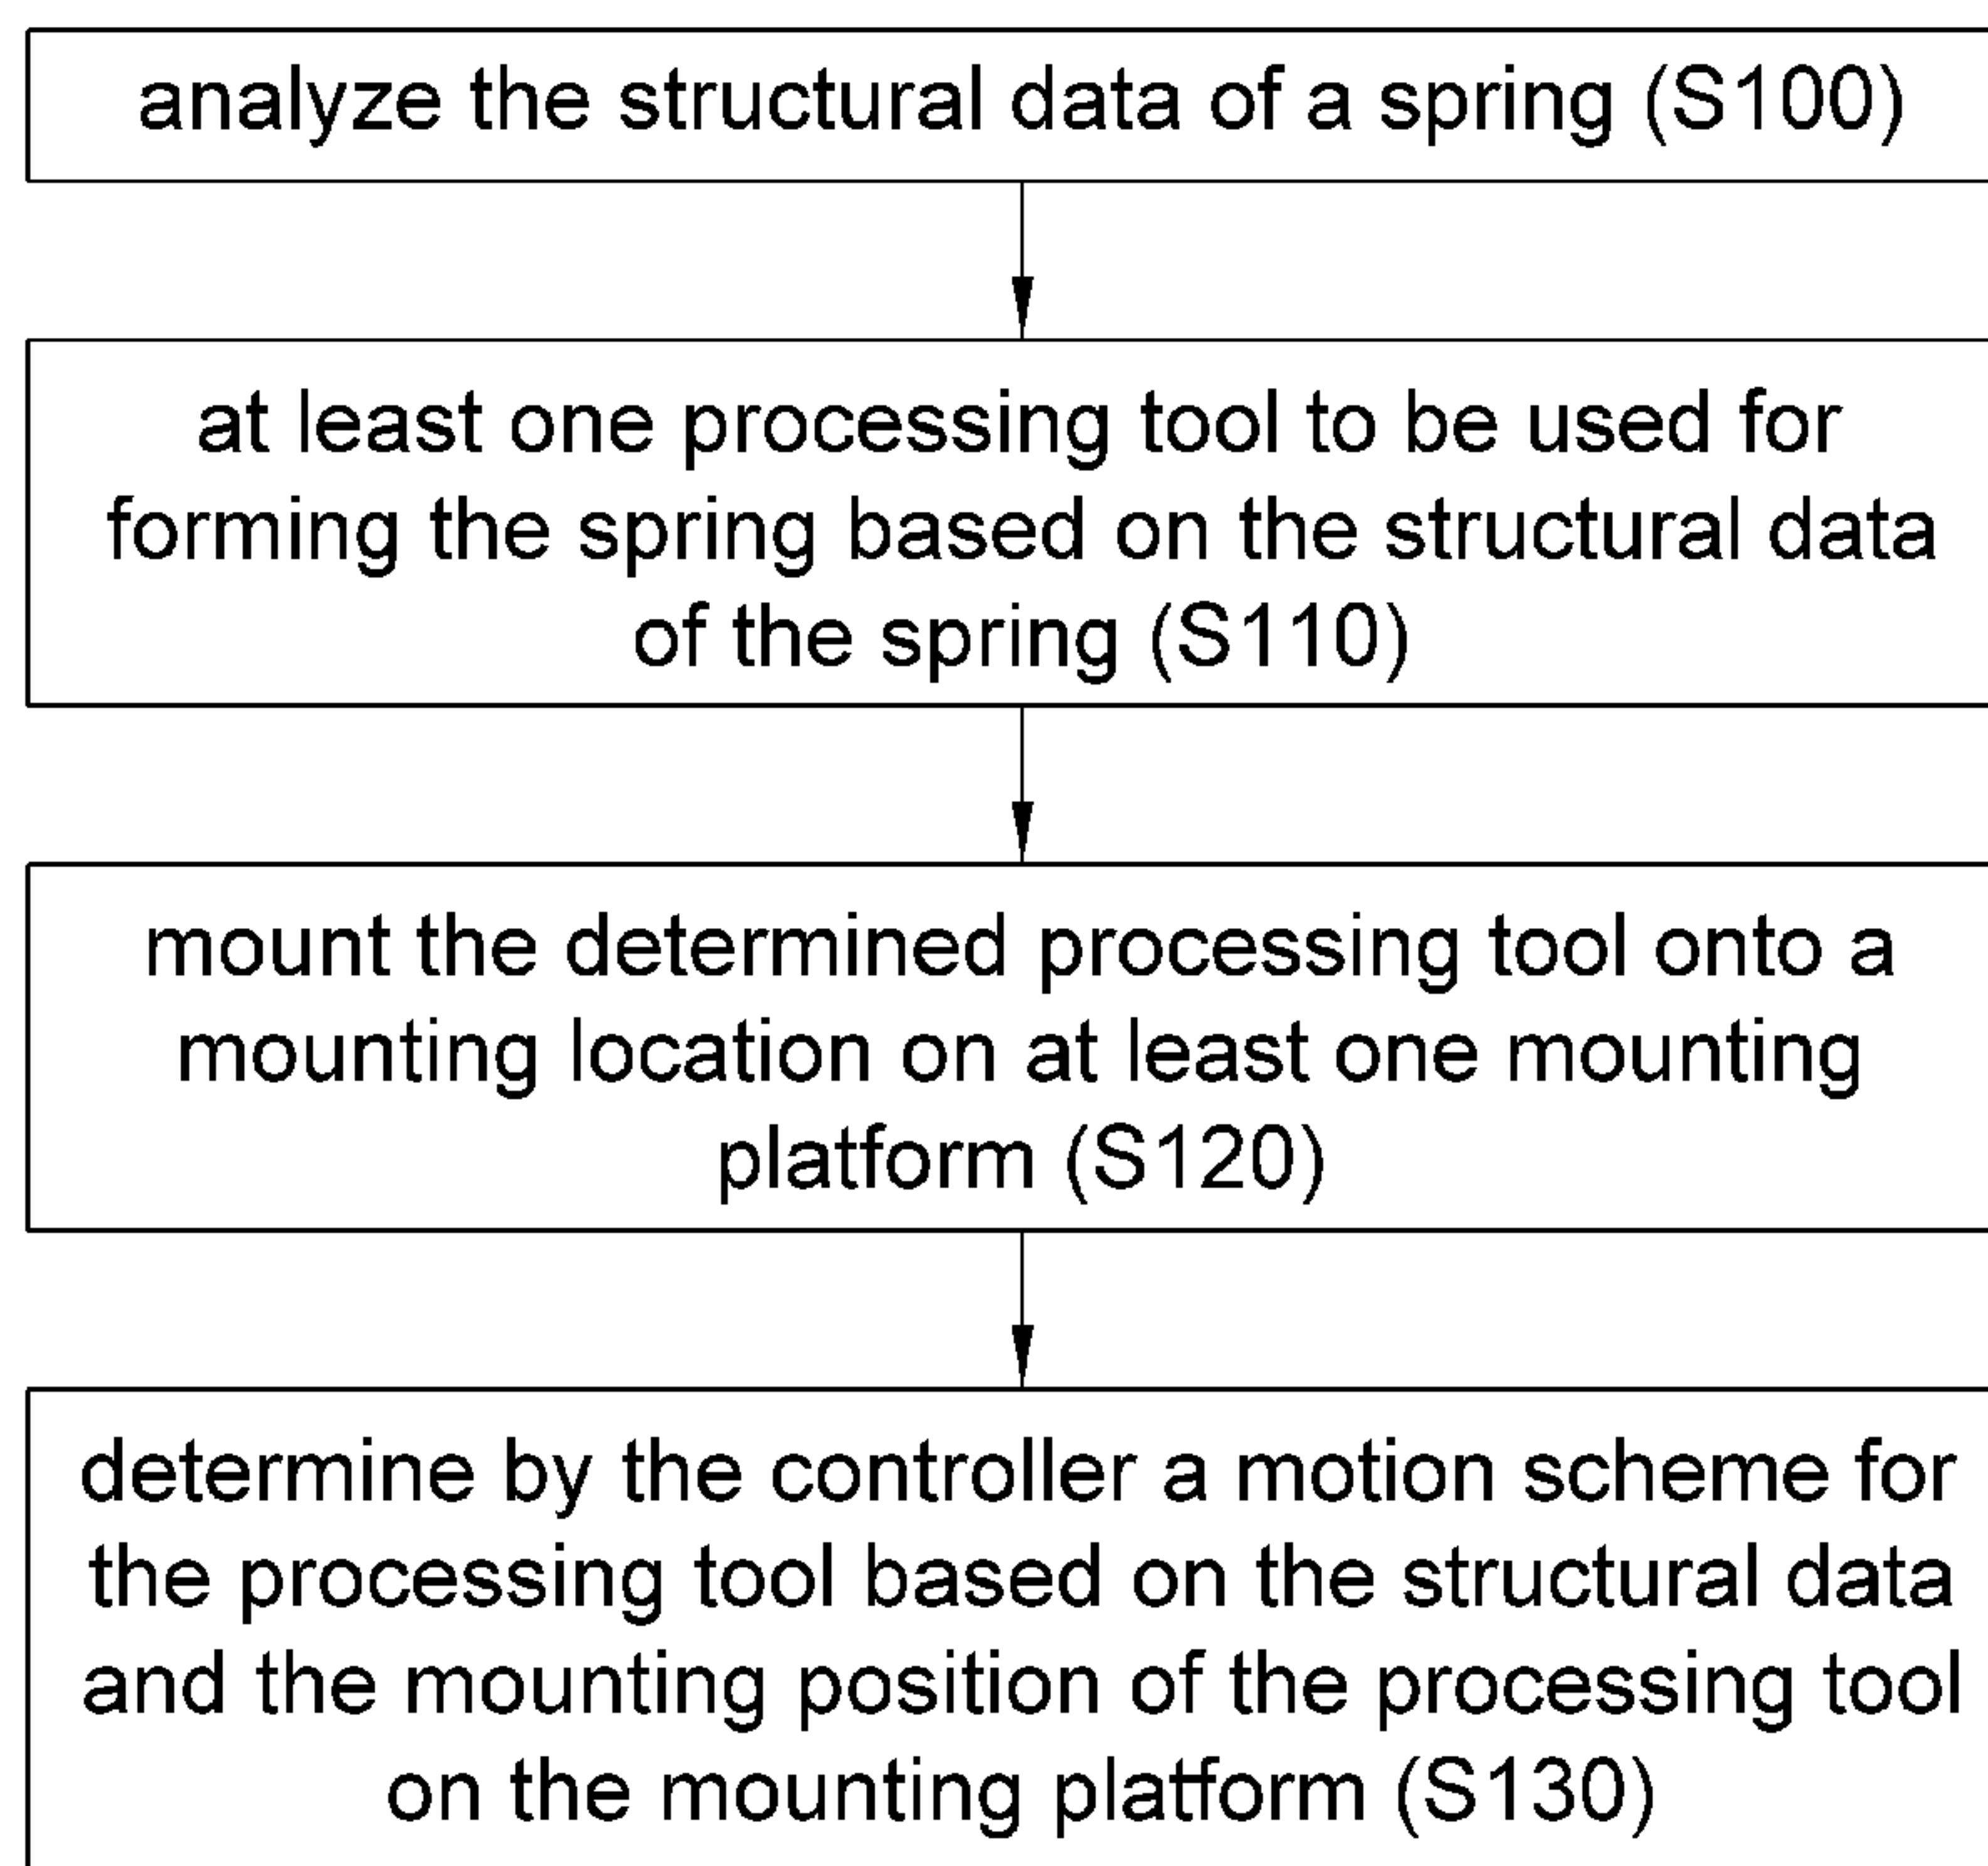 analyze the structural data of a spring (S100)
at least one processing tool to be used for
forming the spring based on the structural data
of the spring (S110)
mount the determined processing tool onto a
mounting location on at least one mounting
platform (S120)
determine by the controller a motion scheme for
the processing tool based on the structural data
and the mounting position of the processing tool
on the mounting platform (S130)